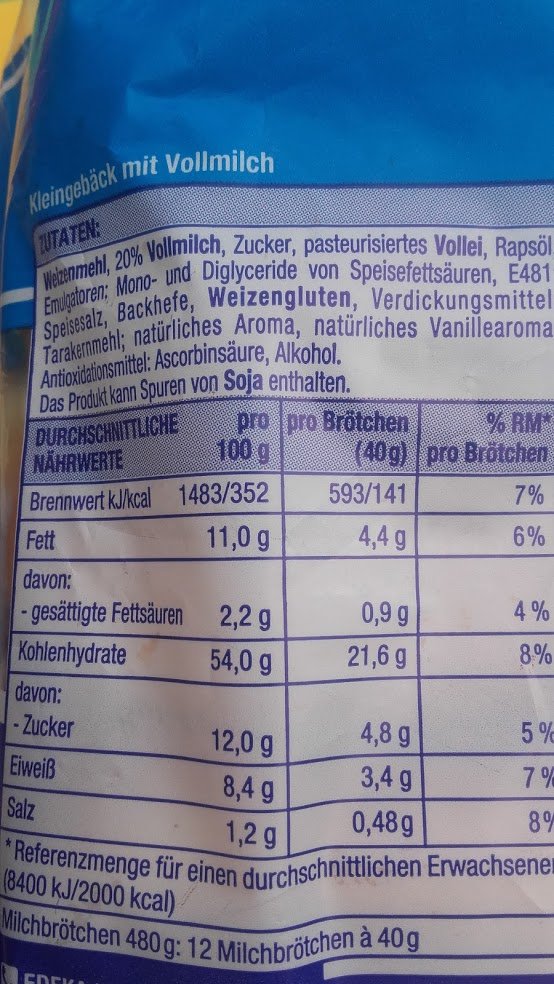 Kleingebäck mit Vollmilch
ZUTATEN:
Weizenmehl, 20% Vollmilch, Zucker, pasteurisiertes Vollei, Rapsöl
Emulgatoren: Mono- und Diglyceride von Speisefettsäuren, E481
Speisesalz, Backhefe, Weizengluten, Verdickungsmittel
Tarakernmehl; natürliches Aroma, natürliches Vanillearoma
Antioxidationsmittel: Ascorbinsäure, Alkohol.
Das Produkt kann Spuren von Soja enthalten.
DURCHSCHNITTLICHE NÄHRWERTE pro 100 g pro Brötchen (40g) % RM* pro Brötchen
Brennwert kJ/kcal 1483/352 593/141 7%
Fett 11,0 g 4,4 g 6%
davon:
- gesättigte Fettsäuren 2,2 g 0,9 g 4 %
Kohlenhydrate 54,0 g 21,6 g 8%
davon:
- Zucker 12,0 g 4,8 g 5 %
Eiweiß 8,4 g 3,4 g 7 %
Salz 1,2 g 0,48 g 8%
*Referenzmenge für einen durchschnittlichen Erwachsenen
(8400 kJ/2000 kcal)
Milchbrötchen 480 g: 12 Milchbrötchen à 40 g
EDEKA